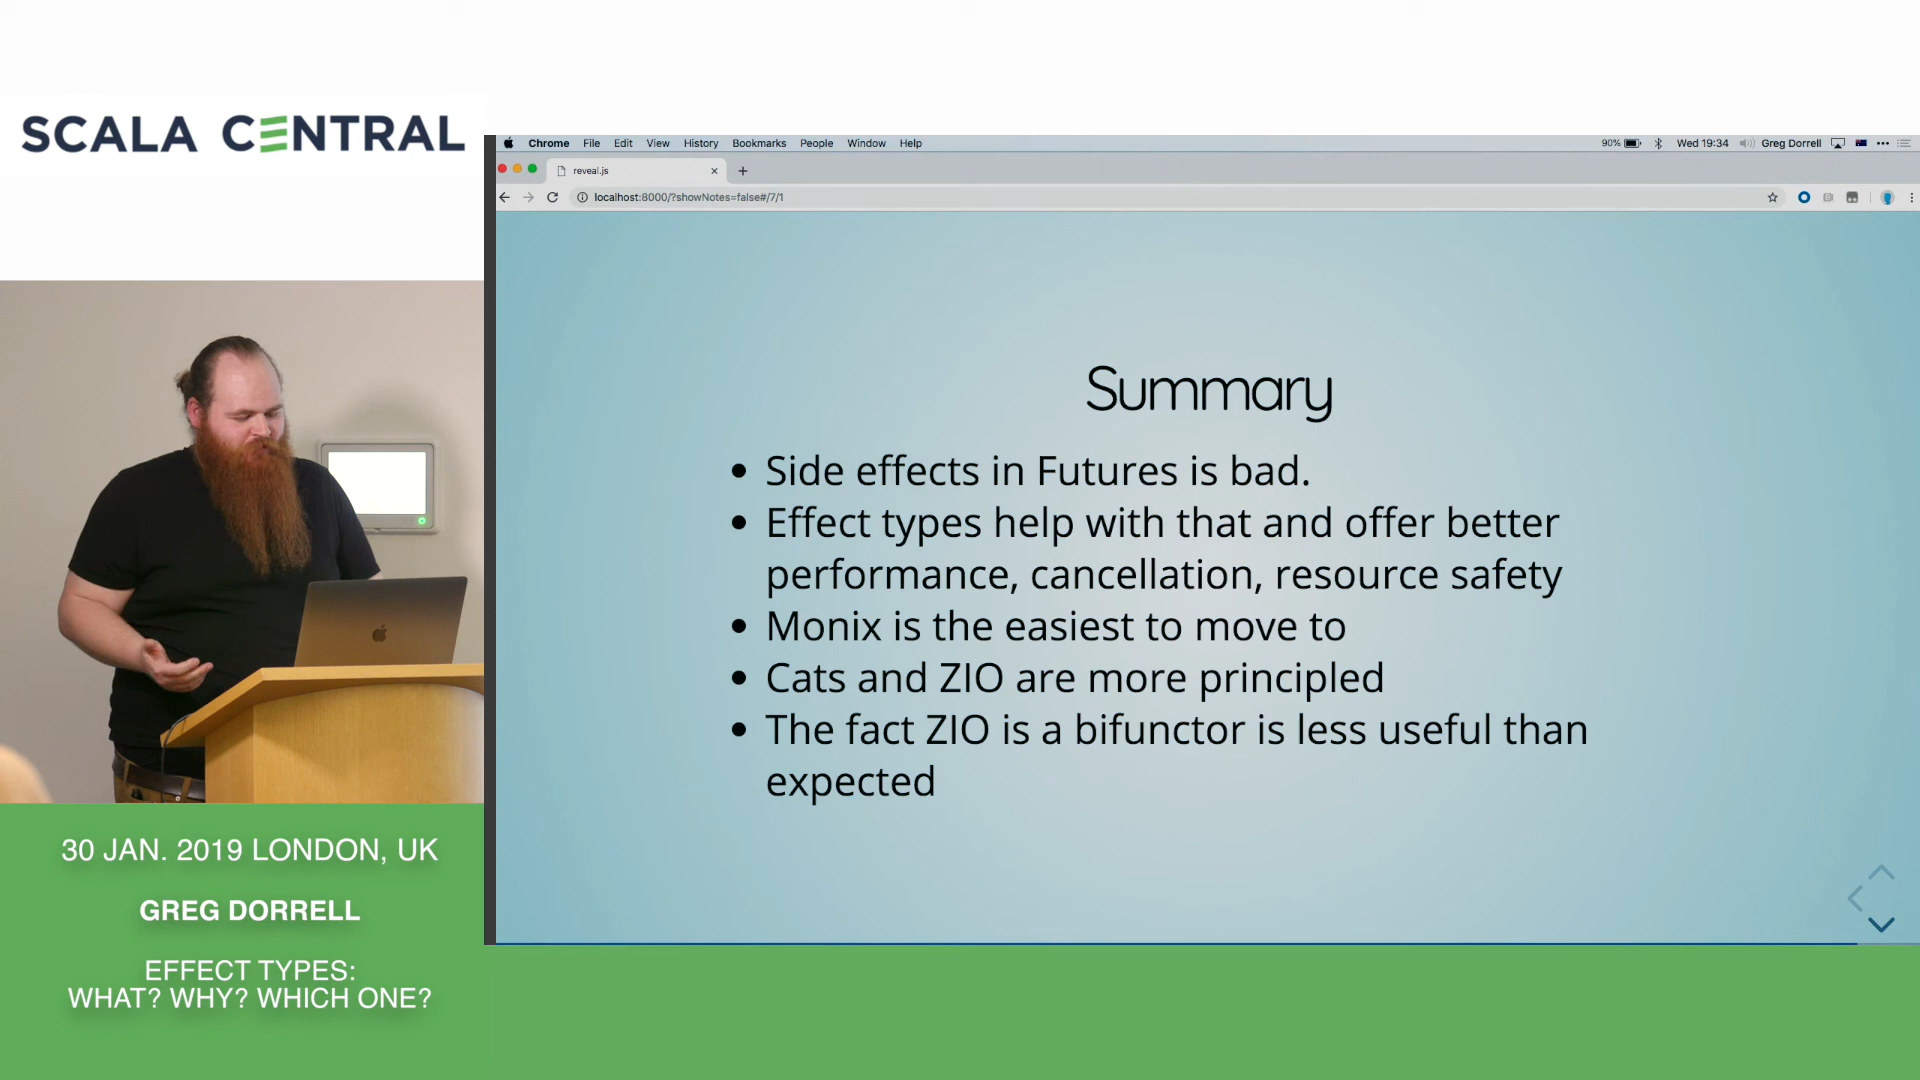 SCALA CENTRAL
Chrome File Edit View History Bookmarks People Window Help
90% Wed 19:34 Greg Dorrell
reveal.js
localhost:8000/?showNotes=false#/7/1
Summary
Side effects in Futures is bad.
Effect types help with that and offer better
performance, cancellation, resource safety
Monix is the easiest to move to
Cats and ZIO are more principled
The fact ZIO is a bifunctor is less useful than
expected
30 JAN. 2019 LONDON, UK
GREG DORRELL
EFFECT TYPES:
WHAT? WHY? WHICH ONE?